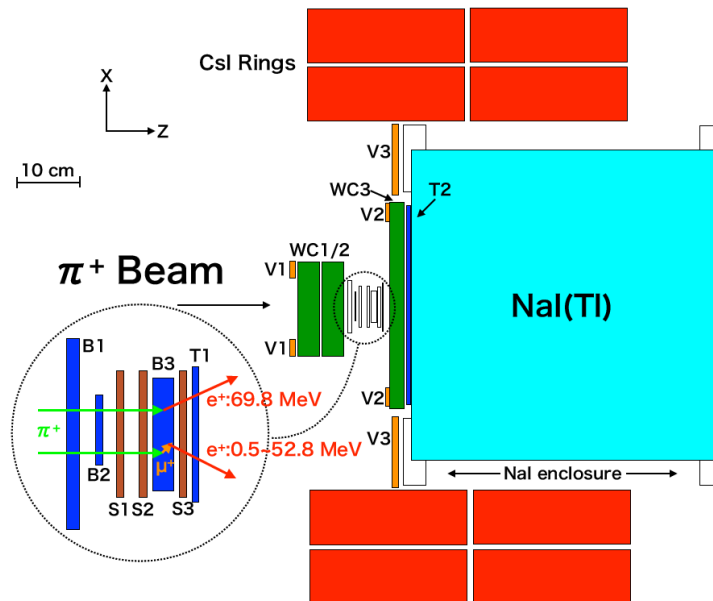 CsI Rings
X
Z
10 cm
V3
WC3
T2
V2
WC1/2
π+ Beam
V1
NaI(Tl)
V1
B1
B3
T1
e+:69.8 MeV
π+
V2
e+:0.5~52.8 MeV
V3
μ+
B2
NaI enclosure
S1
S2
S3